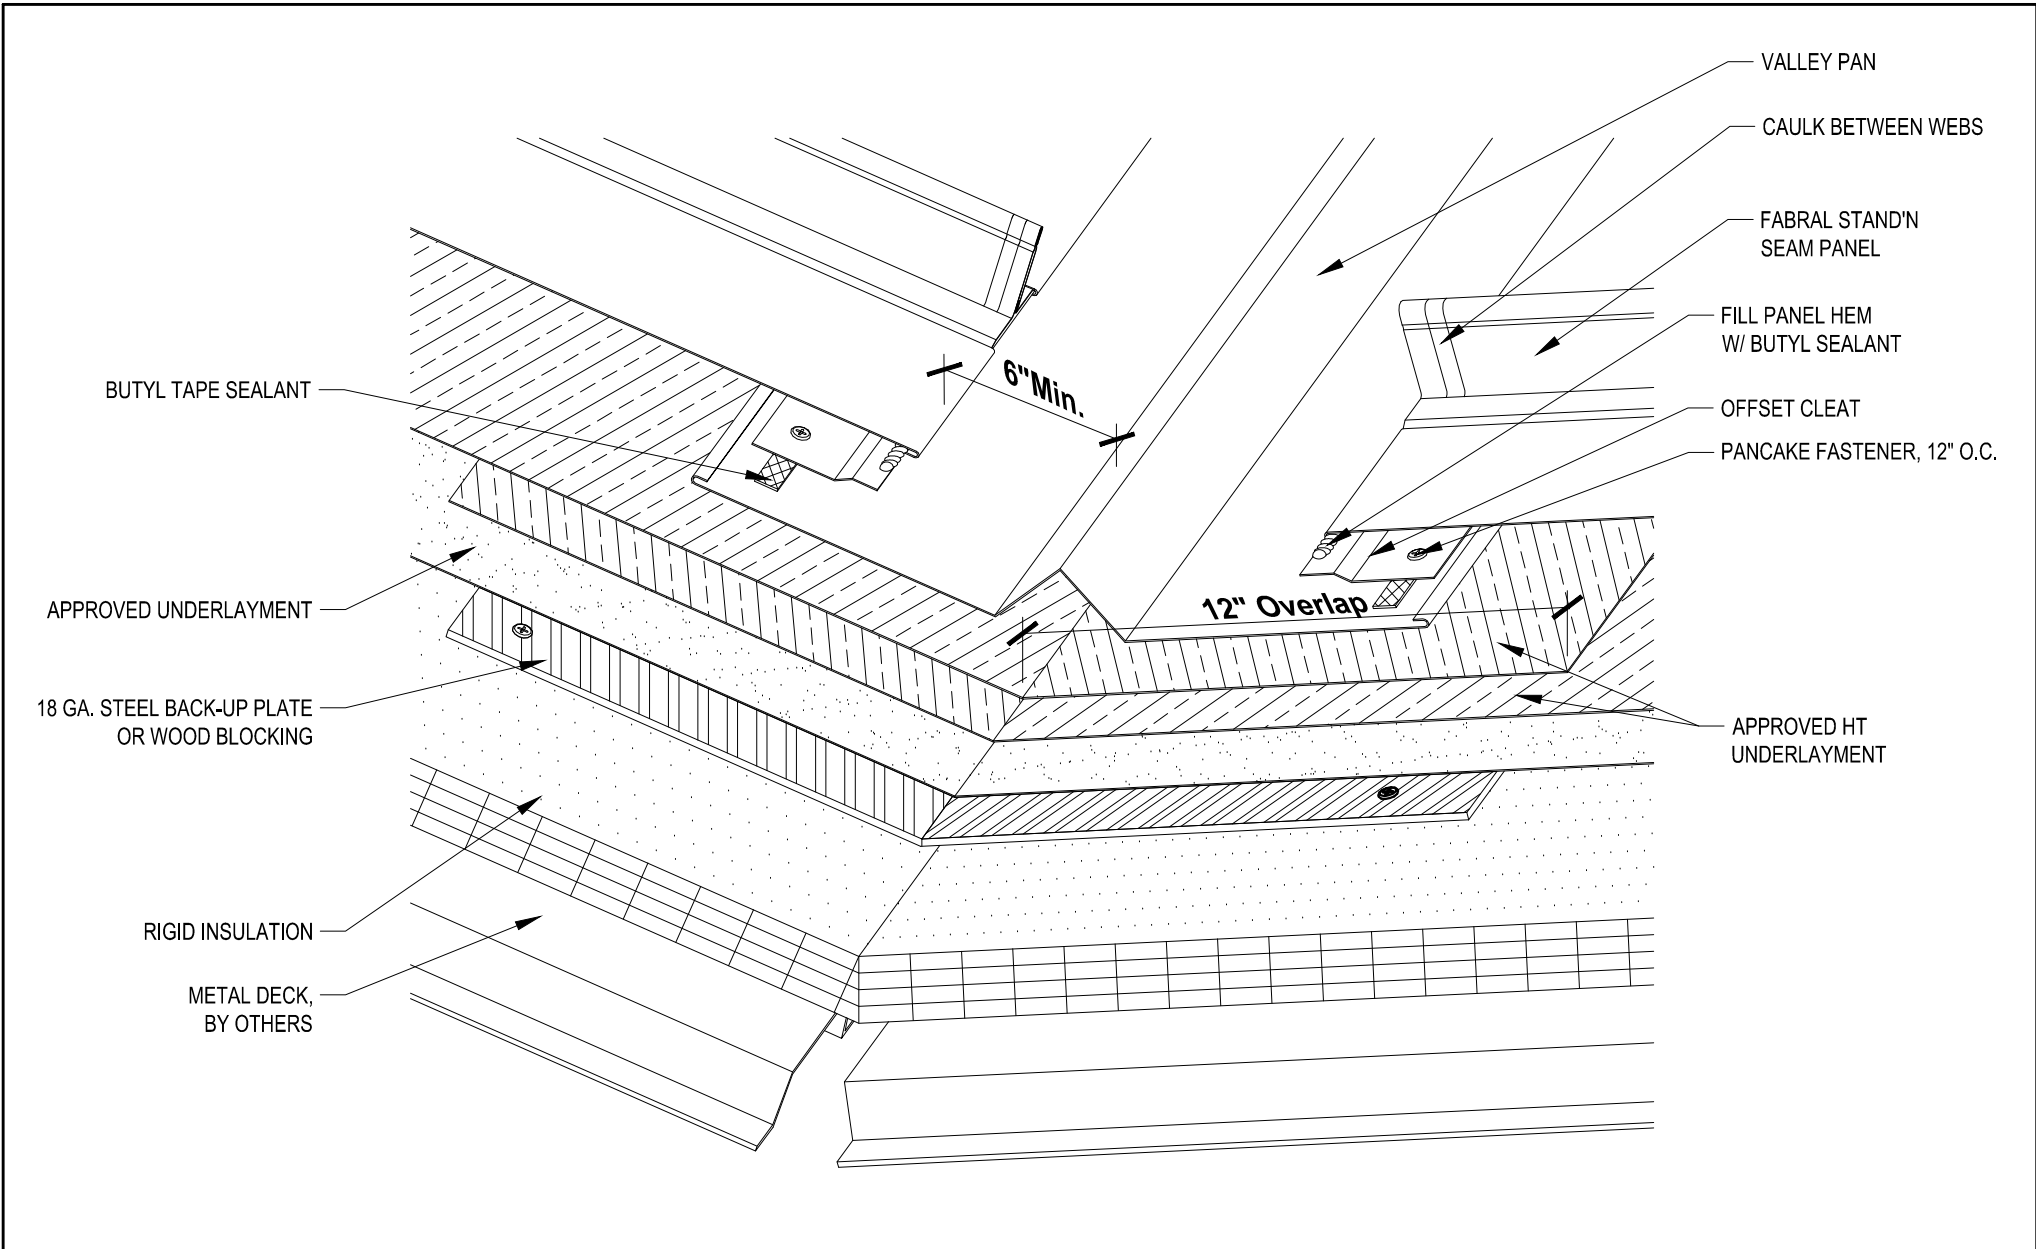 VALLEY PAN
CAULK BETWEEN WEBS
FABRAL STAND'N
SEAM PANEL
FILL PANEL HEM
W/ BUTYL SEALANT
6"Min.
BUTYL TAPE SEALANT
OFFSET CLEAT
PANCAKE FASTENER, 12" O.C.
12" Overlap
APPROVED UNDERLAYMENT
18 GA. STEEL BACK-UP PLATE
OR WOOD BLOCKING
APPROVED HT
UNDERLAYMENT
RIGID INSULATION
METAL DECK,
BY OTHERS